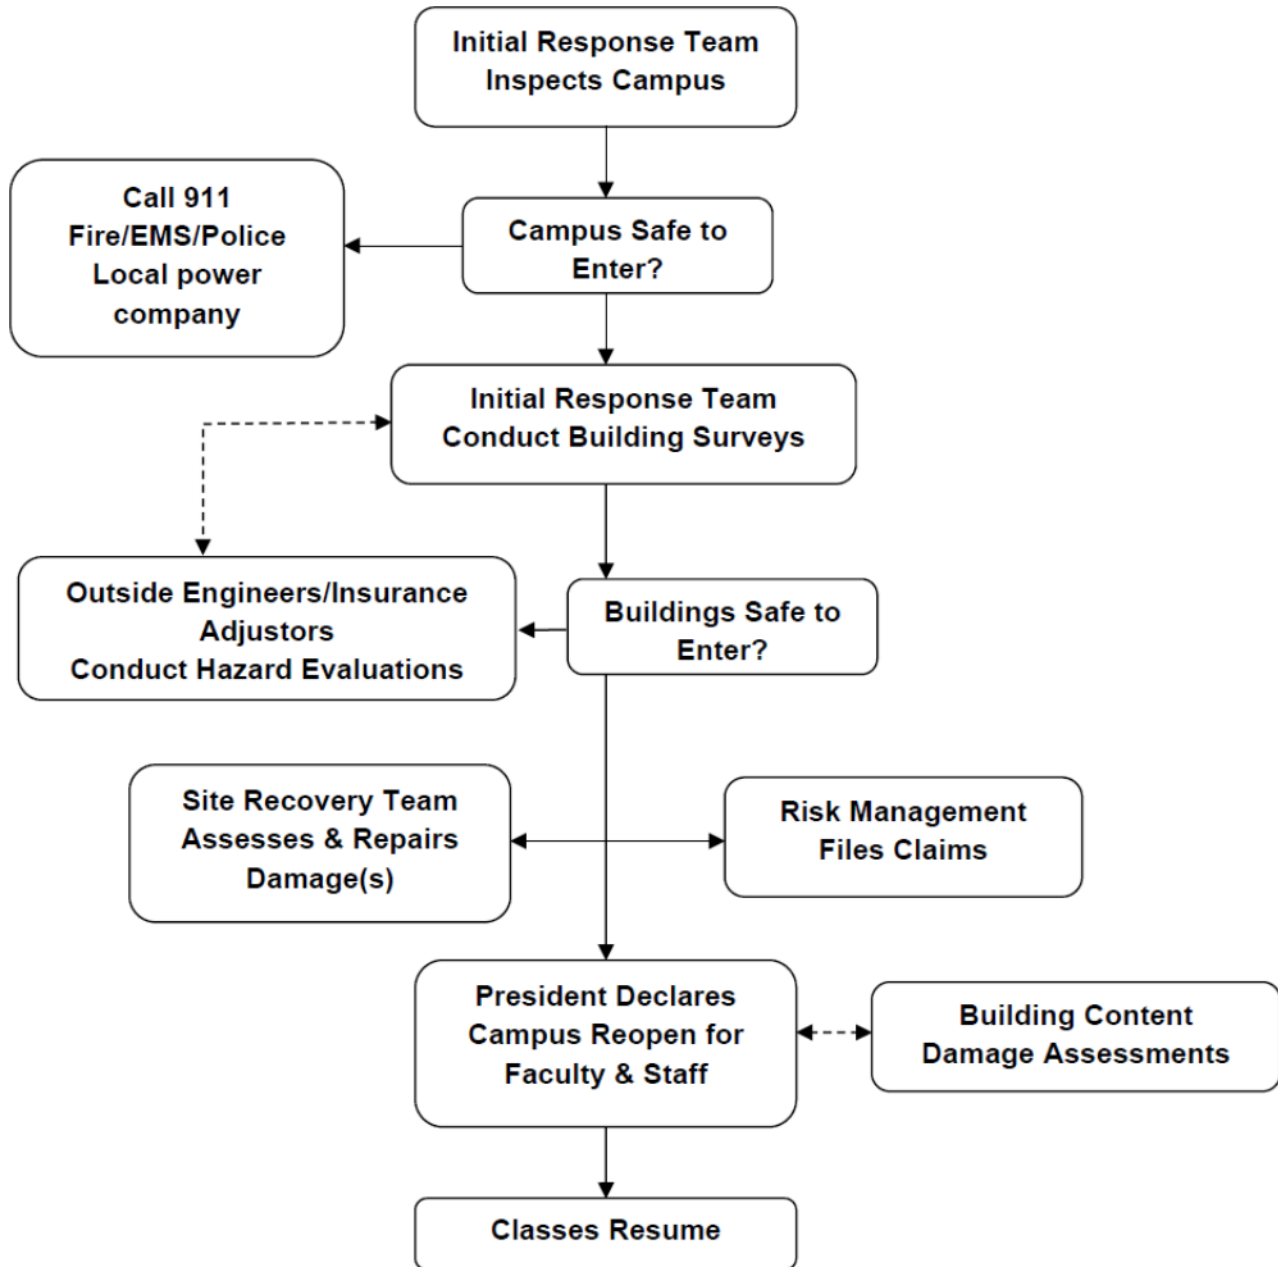 Initial Response Team
Inspects Campus
Call 911
Fire/EMS/Police
Local power
company
Campus Safe to
Enter?
Initial Response Team
Conduct Building Surveys
Outside Engineers/Insurance
Adjustors
Conduct Hazard Evaluations
Buildings Safe to
Enter?
Site Recovery Team
Assesses & Repairs
Damage(s)
Risk Management
Files Claims
President Declares
Campus Reopen for
Faculty & Staff
Building Content
Damage Assessments
Classes Resume